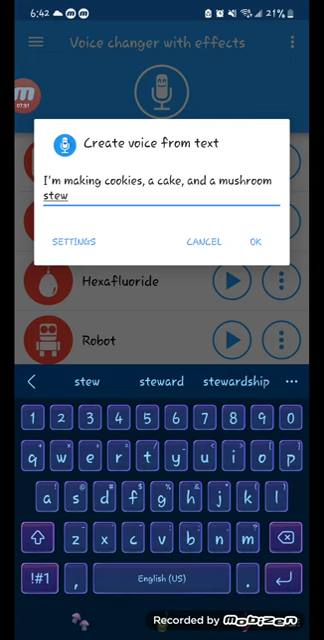 6:42
21%
Voice changer with effects
07:51
Create voice from text
I'm making cookies, a cake, and a mushroom
stew
SETTINGS CANCEL OK
Hexafluoride
Robot
stew steward stewardship
1 2 3 4 5 6 7 8 9 0
q w e r t y u i o p
a s d f g h j k l
z x c v b n m
!#1 , English (US) .
Recorded by mobizen